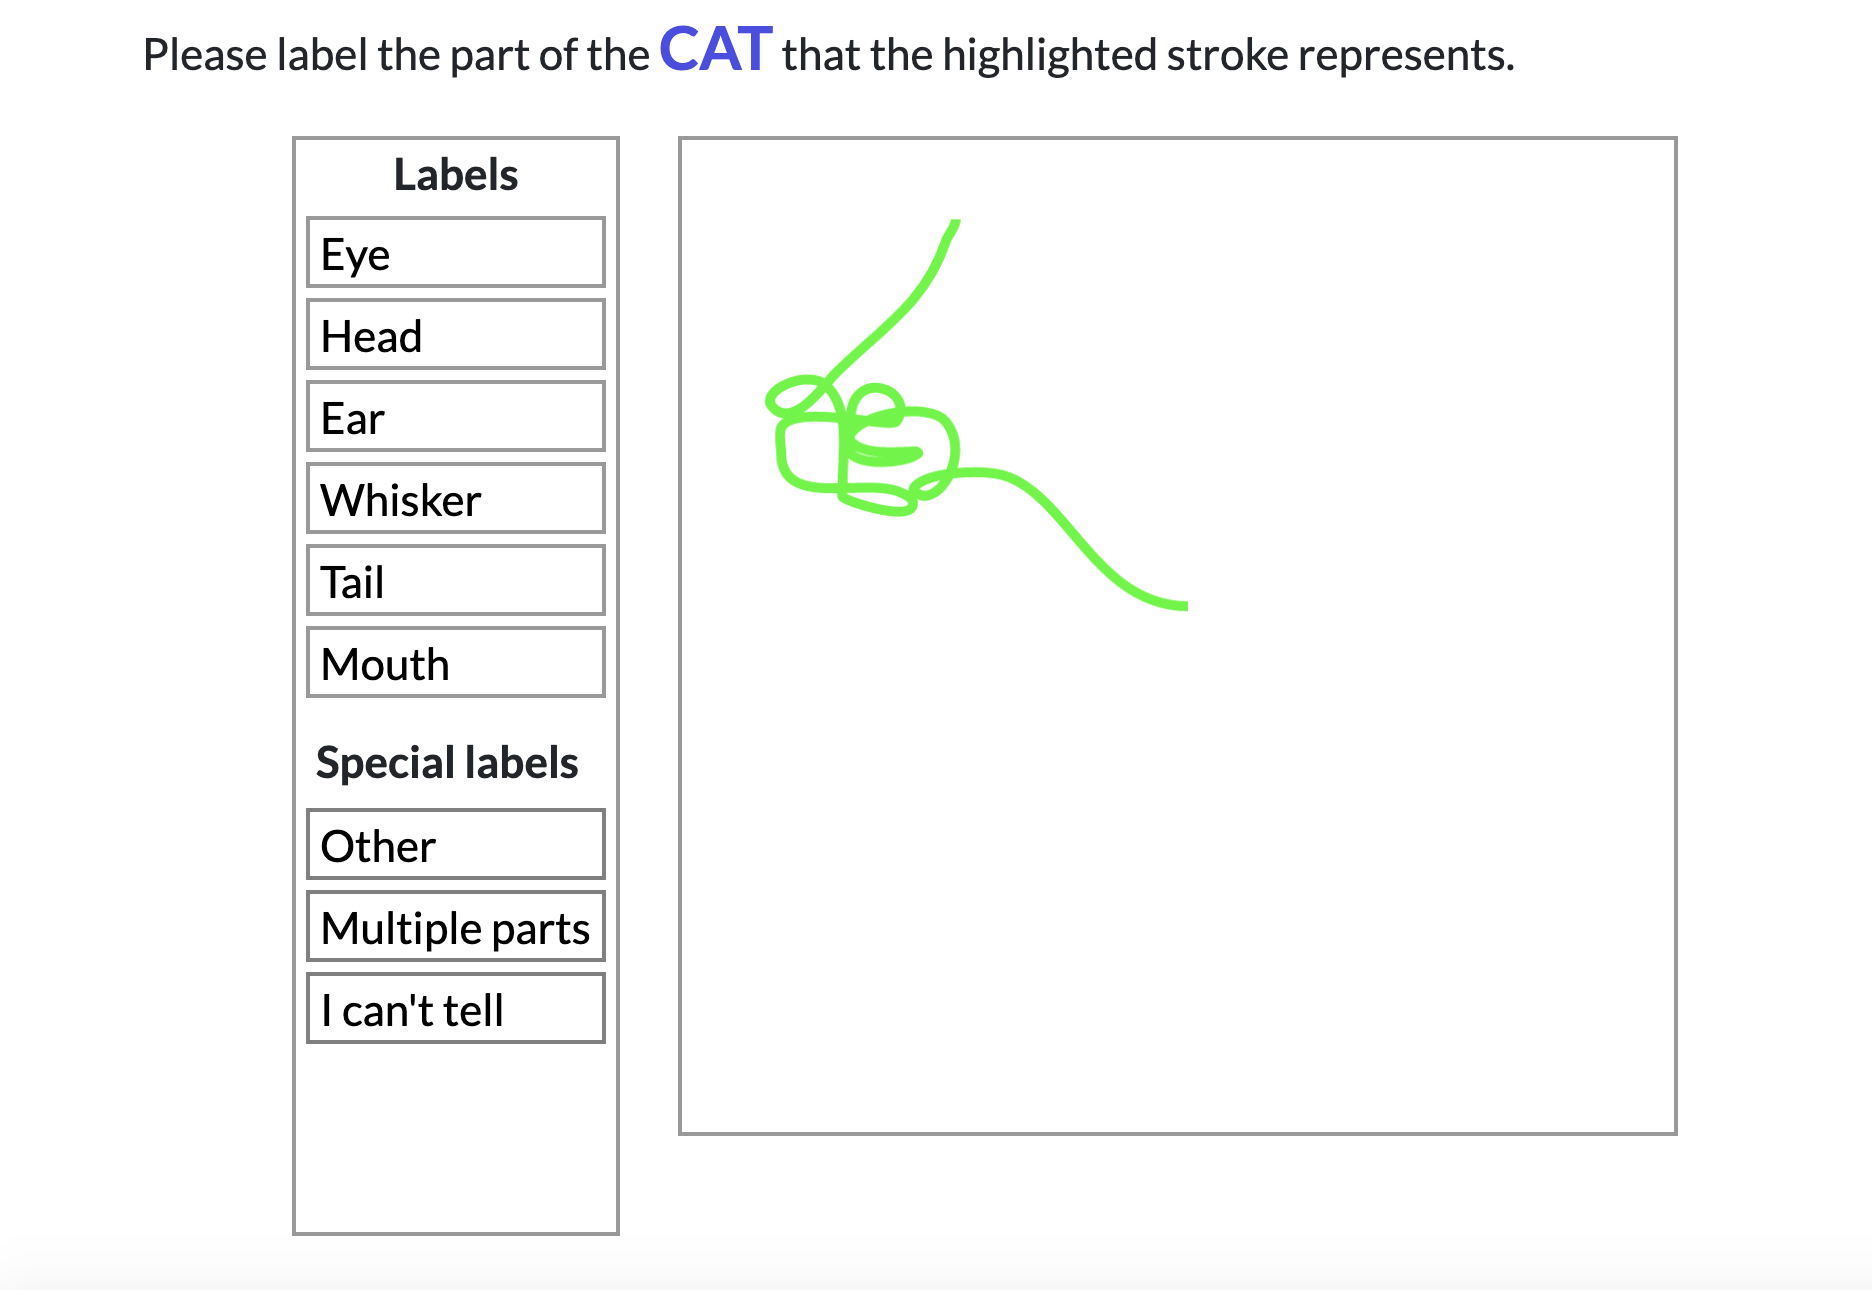 Please label the part of the CAT that the highlighted stroke represents.
Labels
Eye
Head
Ear
Whisker
Tail
Mouth
Special labels
Other
Multiple parts
I can't tell